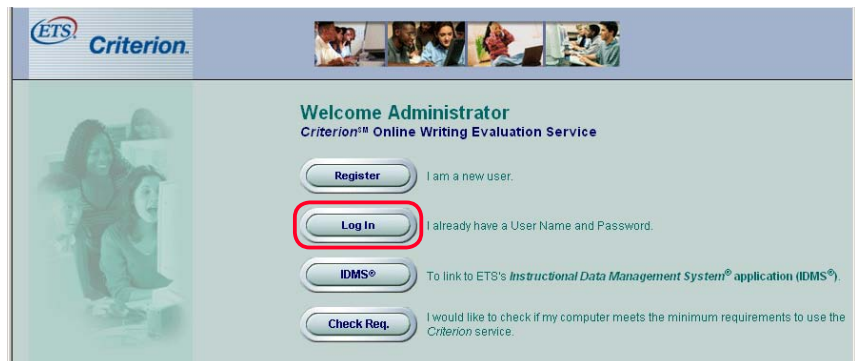 ETS®
Criterion.
Welcome Administrator
Criterion℠ Online Writing Evaluation Service
Register
I am a new user.
Log In
I already have a User Name and Password.
IDMS®
To link to ETS's Instructional Data Management System® application (IDMS®).
Check Req.
I would like to check if my computer meets the minimum requirements to use the
Criterion service.